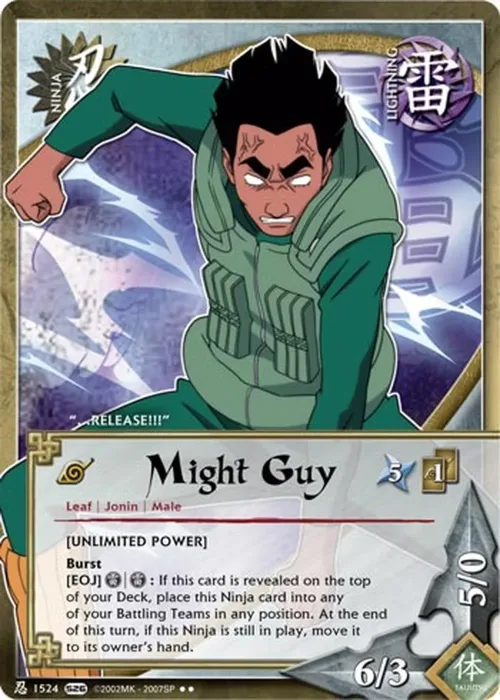 NINJA
忍
LIGHTNING
雷
"...RELEASE!!!"
Might Guy
5
1
Leaf | Jonin | Male
[UNLIMITED POWER]
Burst
[EOJ] | : If this card is revealed on the top
of your Deck, place this Ninja card into any
of your Battling Teams in any position. At the end
of this turn, if this Ninja is still in play, move it
to its owner's hand.
5/0
6/3
体
TAIJUTSU
忍 1524 S26 ©2002MK - 2007SP